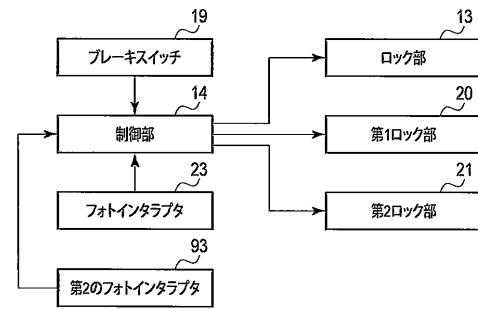 19
ブレーキスイッチ
13
ロック部
14
制御部
20
第1ロック部
23
フォトインタラプタ
21
第2ロック部
93
第2のフォトインタラプタ